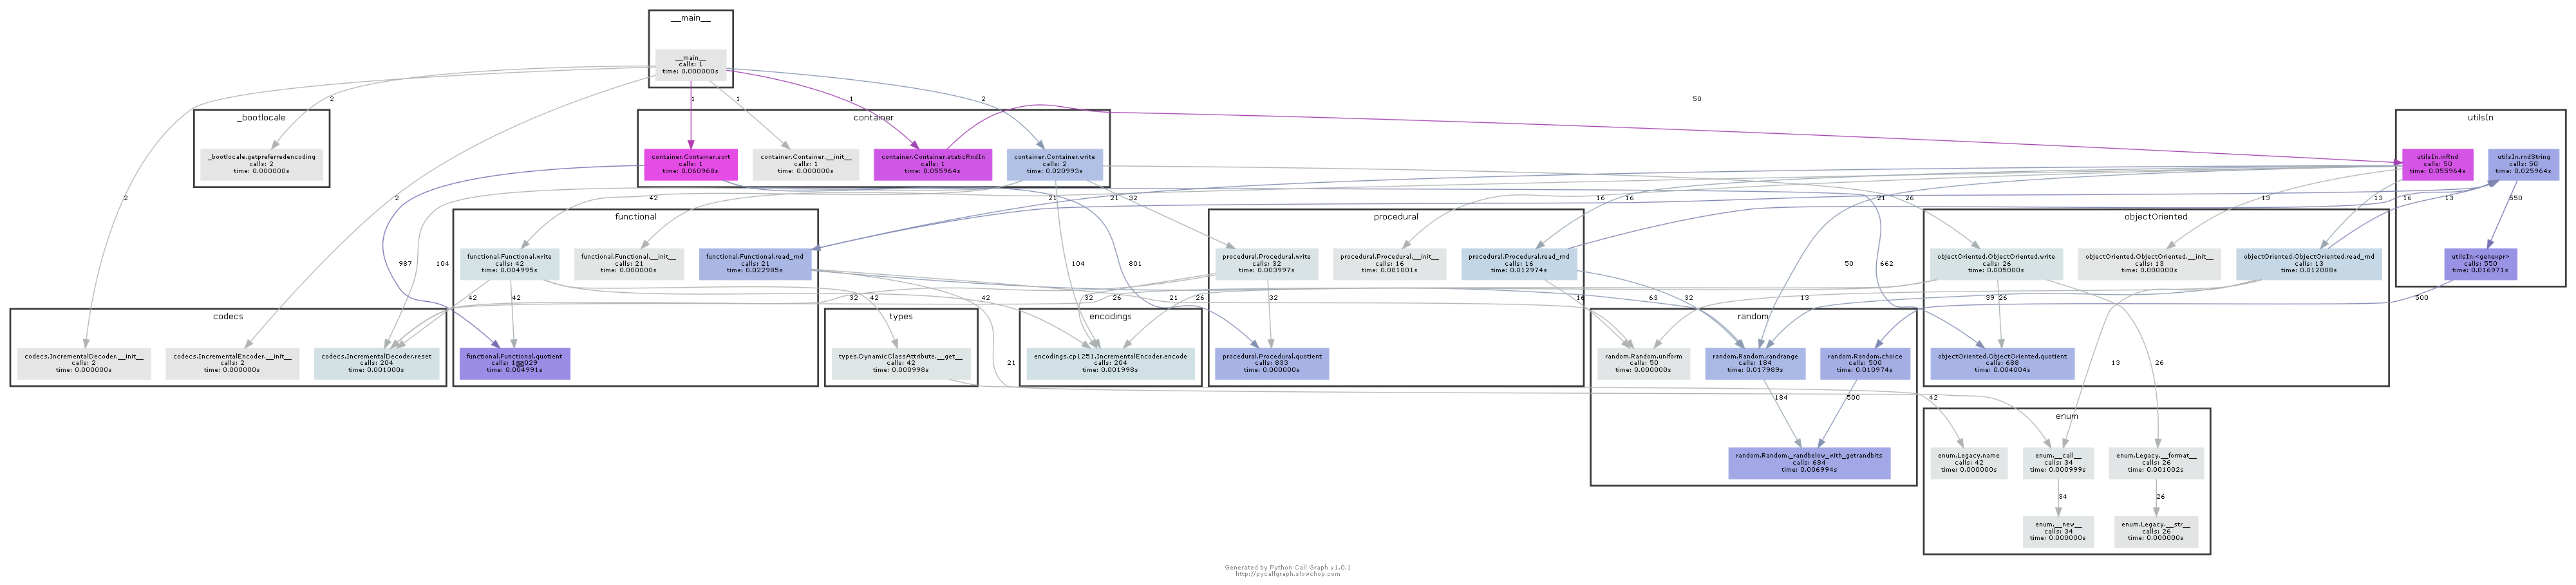 __main__
__main__
calls: 1
time: 0.000000s
1
1
1
2
50
2
_bootlocale
_bootlocale.getpreferredencoding
calls: 2
time: 0.000000s
container
container.Container.sort
calls: 1
time: 0.060968s
container.Container.__init__
calls: 1
time: 0.000000s
container.Container.staticRndIn
calls: 1
time: 0.055964s
container.Container.write
calls: 2
time: 0.020993s
utilsIn
utilsIn.inRnd
calls: 50
time: 0.055964s
utilsIn.rndString
calls: 50
time: 0.025964s
2
2
42
21
21
32
16
16
21
26
13
13
16
13
550
functional
functional.Functional.write
calls: 42
time: 0.004995s
functional.Functional.__init__
calls: 21
time: 0.000000s
functional.Functional.read_rnd
calls: 21
time: 0.022985s
procedural
procedural.Procedural.write
calls: 32
time: 0.003997s
procedural.Procedural.__init__
calls: 16
time: 0.001001s
procedural.Procedural.read_rnd
calls: 16
time: 0.012974s
objectOriented
objectOriented.ObjectOriented.write
calls: 26
time: 0.005000s
objectOriented.ObjectOriented.__init__
calls: 13
time: 0.000000s
objectOriented.ObjectOriented.read_rnd
calls: 13
time: 0.012008s
utilsIn.<genexpr>
calls: 550
time: 0.016971s
987
104
104
801
50
662
42
42
32
42
26
42
32
26
21
32
63
16
32
13
26
39
500
codecs
codecs.IncrementalDecoder.__init__
calls: 2
time: 0.000000s
codecs.IncrementalEncoder.__init__
calls: 2
time: 0.000000s
codecs.IncrementalDecoder.reset
calls: 204
time: 0.001000s
functional.Functional.quotient
time: 0.004991s
types
types.DynamicClassAttribute.__get__
calls: 42
time: 0.000998s
encodings
encodings.cp1251.IncrementalEncoder.encode
calls: 204
time: 0.001998s
procedural.Procedural.quotient
calls: 833
time: 0.000000s
random
random.Random.uniform
calls: 50
time: 0.000000s
random.Random.randrange
calls: 184
time: 0.017989s
random.Random.choice
calls: 500
time: 0.010974s
objectOriented.ObjectOriented.quotient
calls: 688
time: 0.004004s
21
13
26
184
500
42
enum
random.Random._randbelow_with_getrandbits
calls: 684
time: 0.006994s
enum.Legacy.name
calls: 42
time: 0.000000s
enum.__call__
calls: 34
time: 0.000999s
enum.Legacy.__format__
calls: 26
time: 0.001002s
34
26
enum.__new__
calls: 34
time: 0.000000s
enum.Legacy.__str__
calls: 26
time: 0.000000s
Generated by Python Call Graph v1.0.1
http://pycallgraph.slowchop.com